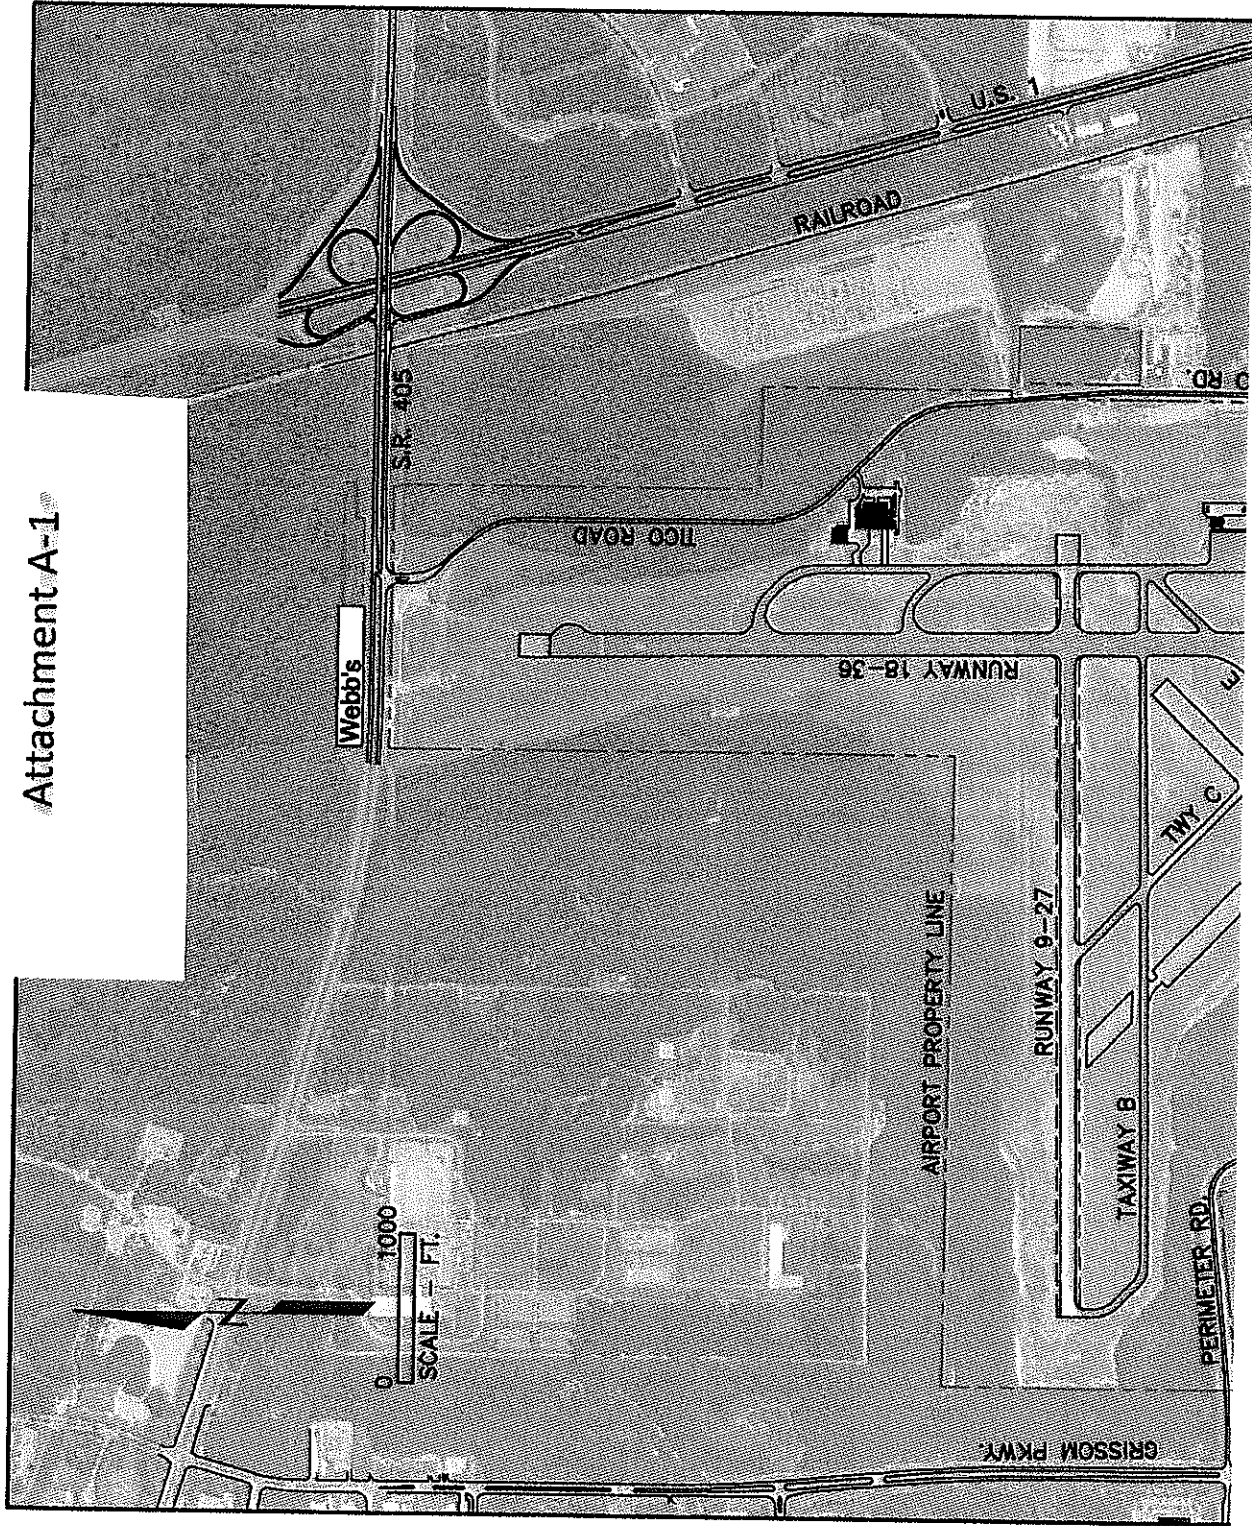 Attachment A-1
U.S. 1
RAILROAD
S.R. 405
RD.
TICO ROAD
Webb's
RUNWAY 18-36
TWY C
E
AIRPORT PROPERTY LINE
RUNWAY 9-27
TAXIWAY B
N
0 1000
SCALE - FT.
PERIMETER RD.
GRISSOM PKWY.